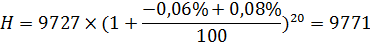 H = 9727 × (1 + (−0,06% + 0,08%)/100)^20 = 9771